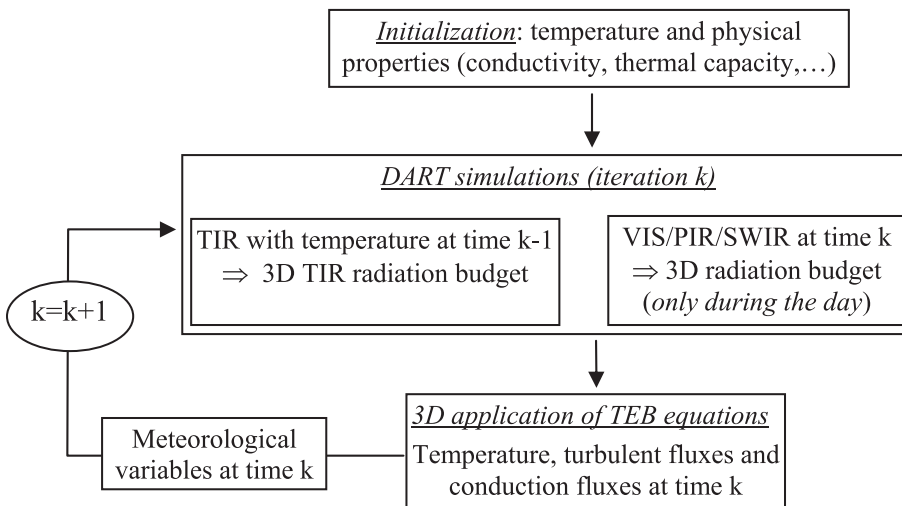 Initialization: temperature and physical
properties (conductivity, thermal capacity,…)
DART simulations (iteration k)
TIR with temperature at time k-1
⇒ 3D TIR radiation budget
VIS/PIR/SWIR at time k
⇒ 3D radiation budget
(only during the day)
k=k+1
3D application of TEB equations
Temperature, turbulent fluxes and
conduction fluxes at time k
Meteorological
variables at time k